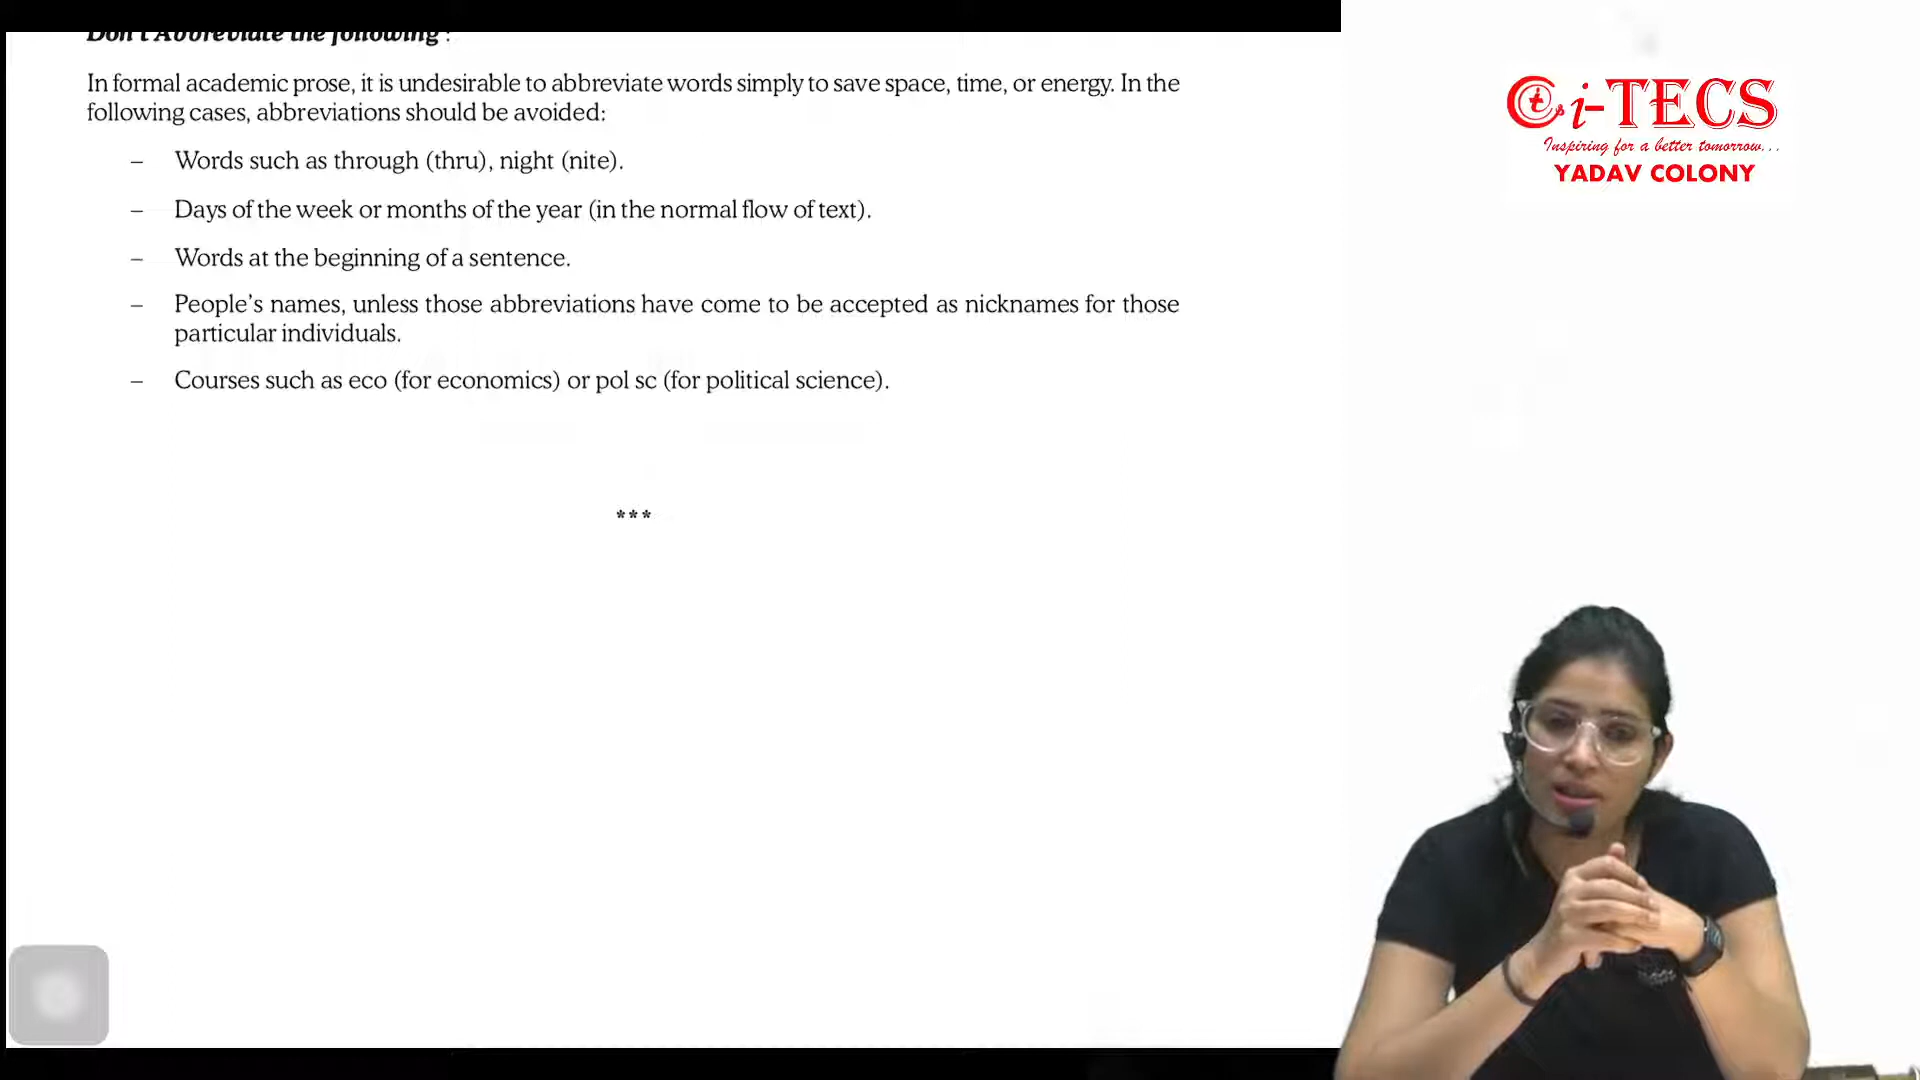 Don't Abbreviate the following :
In formal academic prose, it is undesirable to abbreviate words simply to save space, time, or energy. In the
following cases, abbreviations should be avoided:
– Words such as through (thru), night (nite).
– Days of the week or months of the year (in the normal flow of text).
– Words at the beginning of a sentence.
– People's names, unless those abbreviations have come to be accepted as nicknames for those
particular individuals.
– Courses such as eco (for economics) or pol sc (for political science).
***
i-TECS
Inspiring for a better tomorrow...
YADAV COLONY